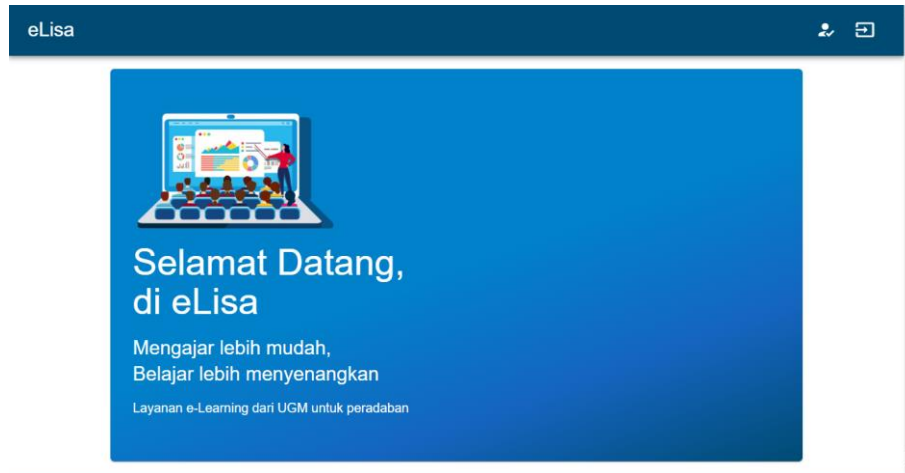 eLisa
Selamat Datang,
di eLisa
Mengajar lebih mudah,
Belajar lebih menyenangkan
Layanan e-Learning dari UGM untuk peradaban